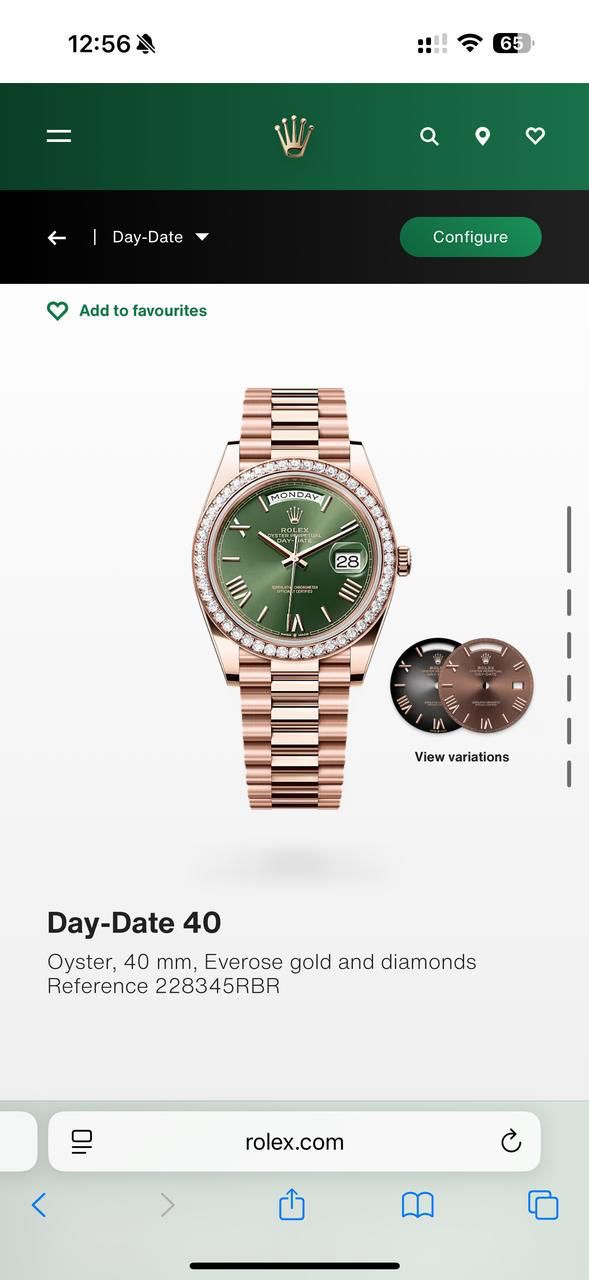 12:56
65
Day-Date
Configure
Add to favourites
MONDAY
ROLEX
OYSTER PERPETUAL
DAY-DATE
28
SUPERLATIVE CHRONOMETER
OFFICIALLY CERTIFIED
View variations
Day-Date 40
Oyster, 40 mm, Everose gold and diamonds
Reference 228345RBR
rolex.com